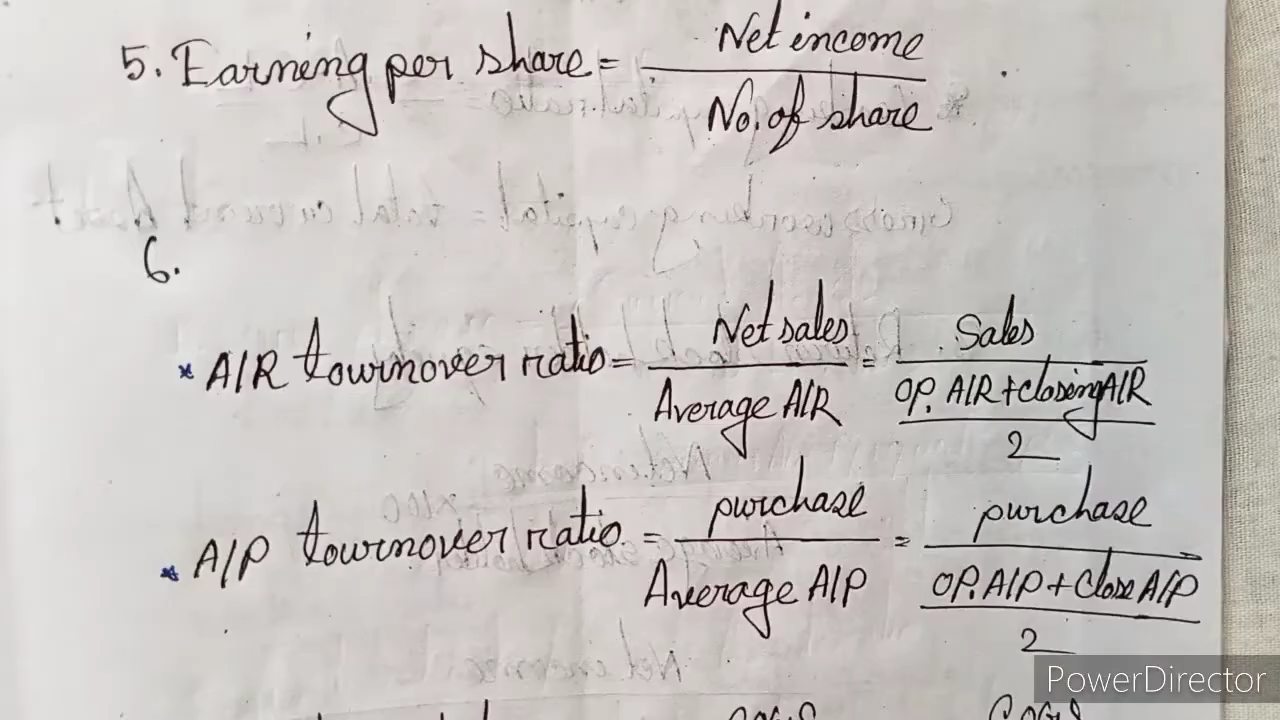 5. Earning per share = Net income / No. of share
6.
* A/R tournover ratio = Net sales / Average A/R = Sales / OP. A/R + closing A/R / 2
* A/P tournover ratio = purchase / Average A/P = purchase / OP. A/P + Close A/P / 2
PowerDirector